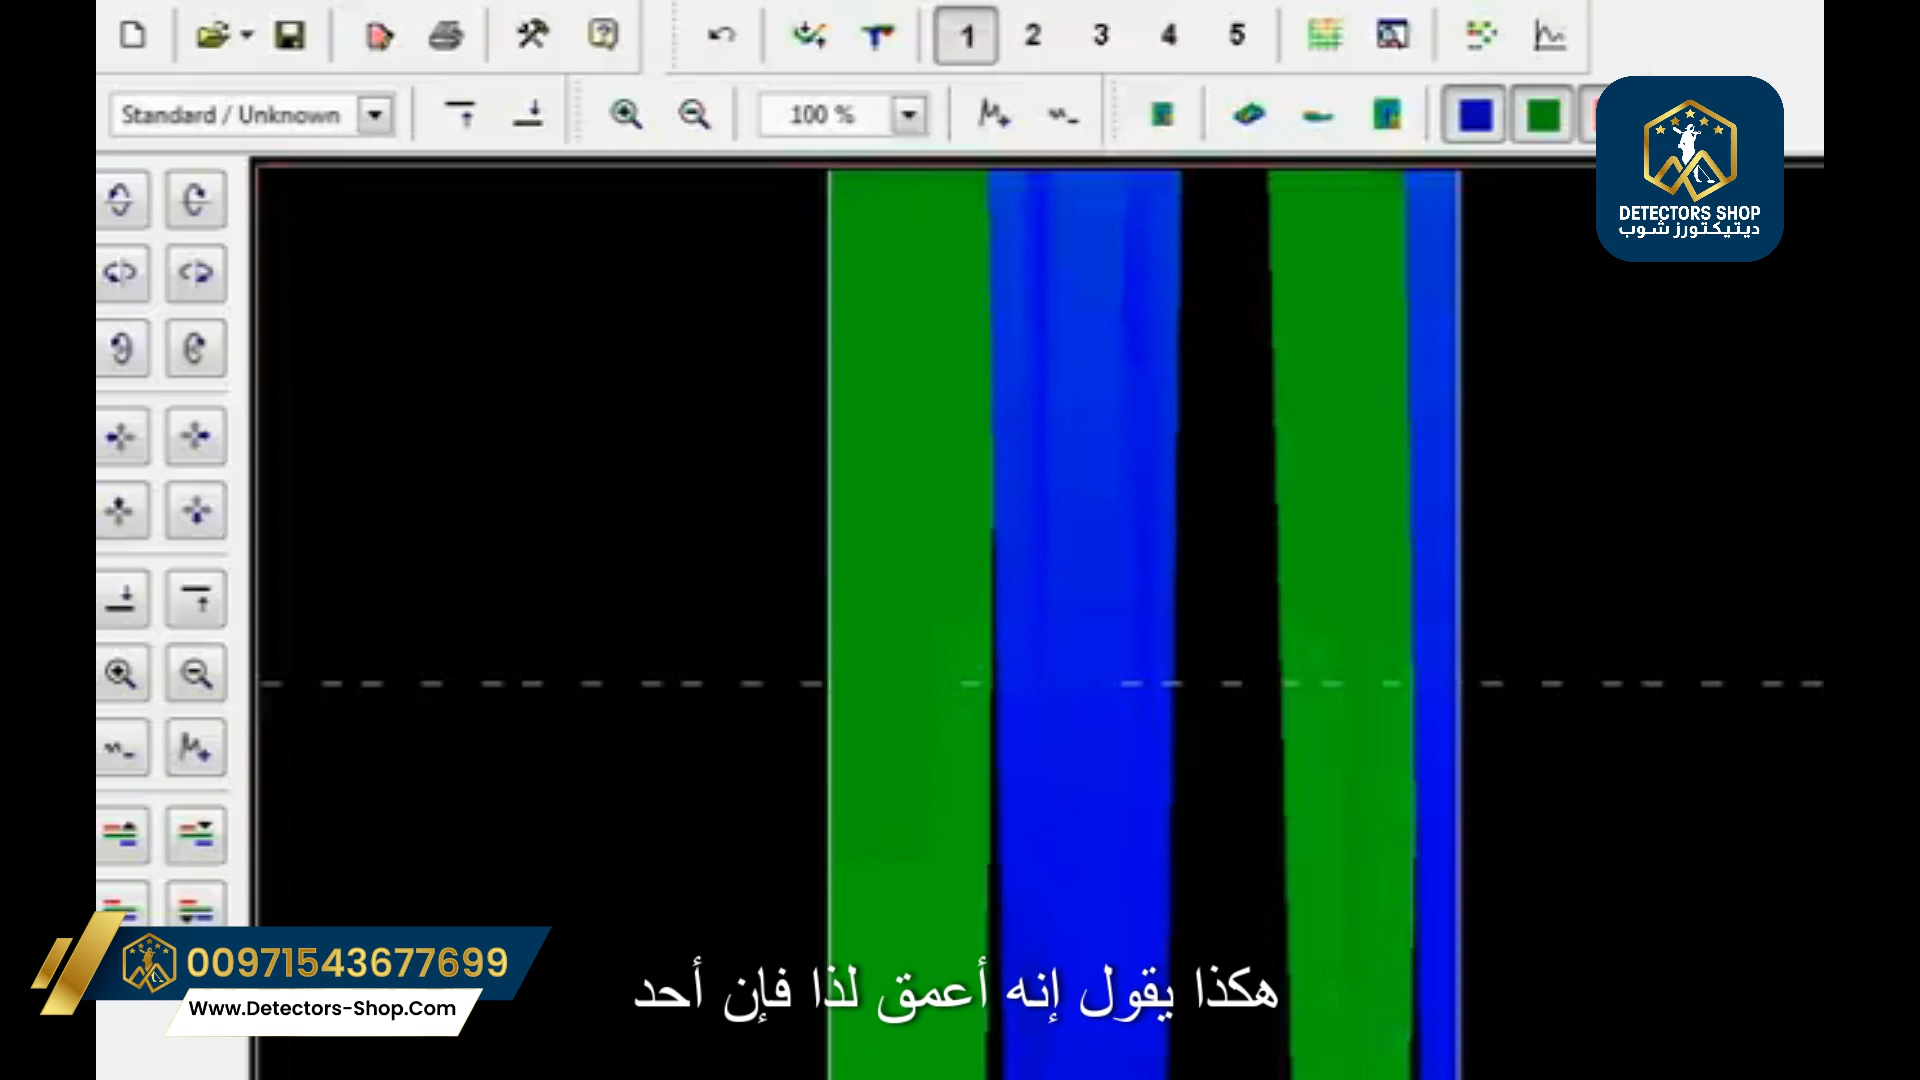 1 2 3 4 5
Standard / Unknown
100 %
DETECTORS SHOP
ديتيكتورز شوب
00971543677699
Www.Detectors-Shop.Com
هكذا يقول إنه أعمق لذا فإن أحد